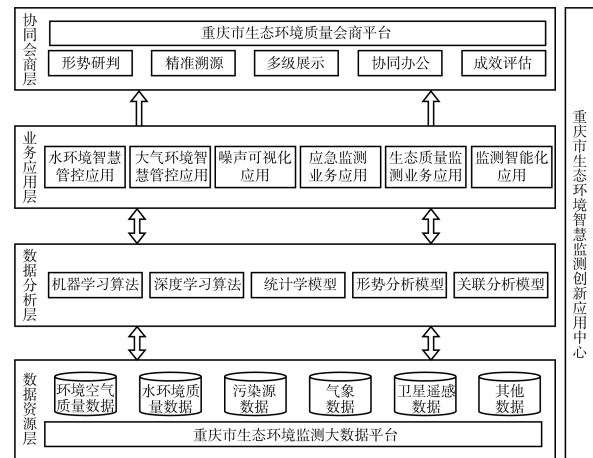 协同会商层
重庆市生态环境质量会商平台
形势研判
精准溯源
多级展示
协同办公
成效评估
业务应用层
水环境智慧
管控应用
大气环境智
慧管控应用
噪声可视化
应用
应急监测
业务应用
生态质量监
测业务应用
监测智能化
应用
数据分析层
机器学习算法
深度学习算法
统计学模型
形势分析模型
关联分析模型
数据资源层
环境空气
质量数据
水环境质
量数据
污染源
数据
气象
数据
卫星遥感
数据
其他
数据
重庆市生态环境监测大数据平台
重庆市生态环境智慧监测创新应用中心